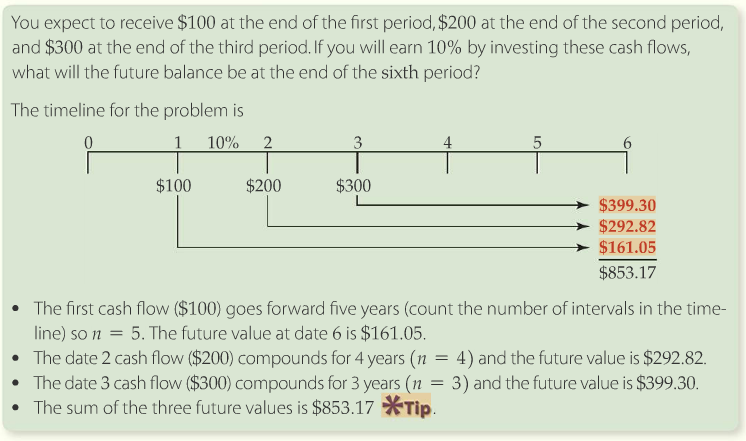 You expect to receive $100 at the end of the first period, $200 at the end of the second period,
and $300 at the end of the third period. If you will earn 10% by investing these cash flows,
what will the future balance be at the end of the sixth period?
The timeline for the problem is
0 1 10% 2 3 4 5 6
$100 $200 $300
$399.30
$292.82
$161.05
$853.17
• The first cash flow ($100) goes forward five years (count the number of intervals in the time-
line) so n = 5. The future value at date 6 is $161.05.
• The date 2 cash flow ($200) compounds for 4 years (n = 4) and the future value is $292.82.
• The date 3 cash flow ($300) compounds for 3 years (n = 3) and the future value is $399.30.
• The sum of the three future values is $853.17 *Tip.